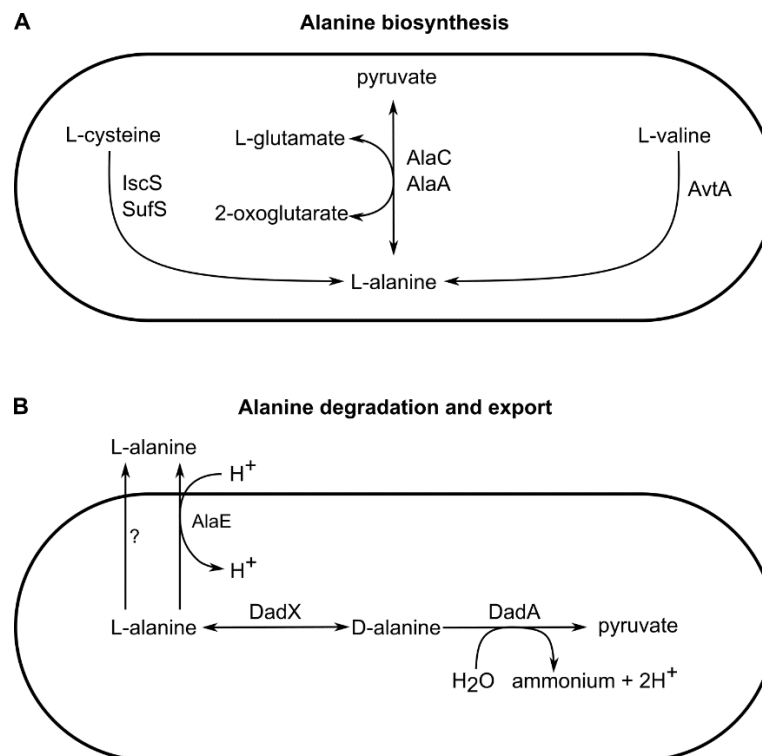 A
Alanine biosynthesis
pyruvate
L-cysteine
L-glutamate
L-valine
AlaC
IscS
AlaA
AvtA
SufS
2-oxoglutarate
L-alanine
B
Alanine degradation and export
L-alanine
H+
AlaE
?
H+
DadX
DadA
L-alanine
D-alanine
pyruvate
H2O
ammonium + 2H+